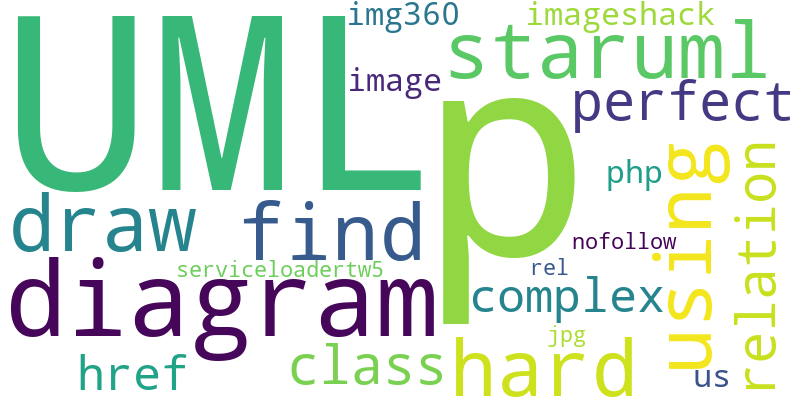 UML
p
img360
imageshack
staruml
image
perfect
draw
find
php
using
relation
nofollow
serviceloadertw5
rel
diagram
complex
jpg
class
hard
href
us